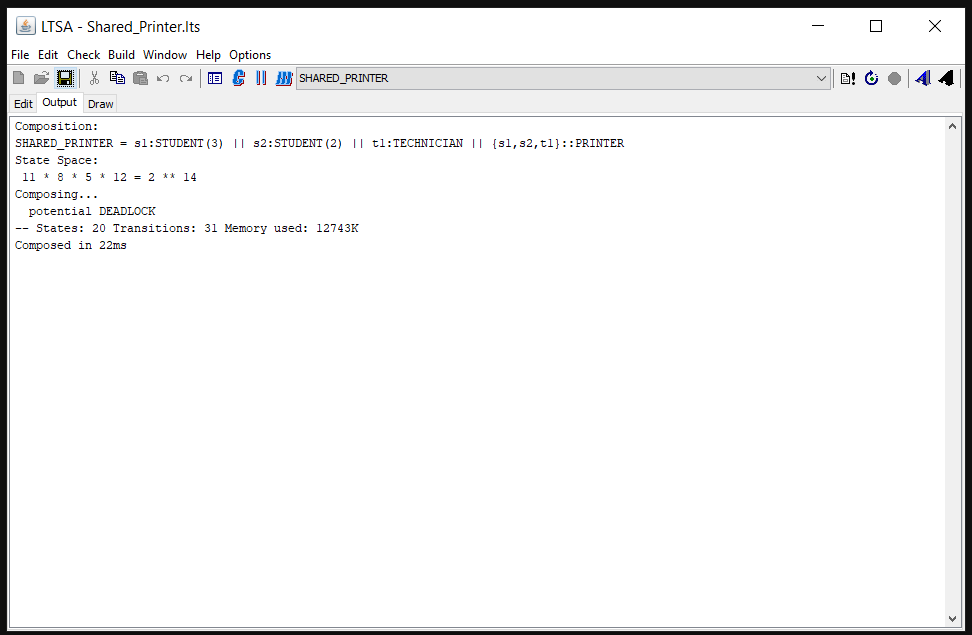 LTSA - Shared_Printer.lts
File Edit Check Build Window Help Options
SHARED_PRINTER
Edit Output Draw
Composition:
SHARED_PRINTER = s1:STUDENT(3) || s2:STUDENT(2) || t1:TECHNICIAN || {s1,s2,t1}::PRINTER
State Space:
11 * 8 * 5 * 12 = 2 ** 14
Composing...
potential DEADLOCK
-- States: 20 Transitions: 31 Memory used: 12743K
Composed in 22ms